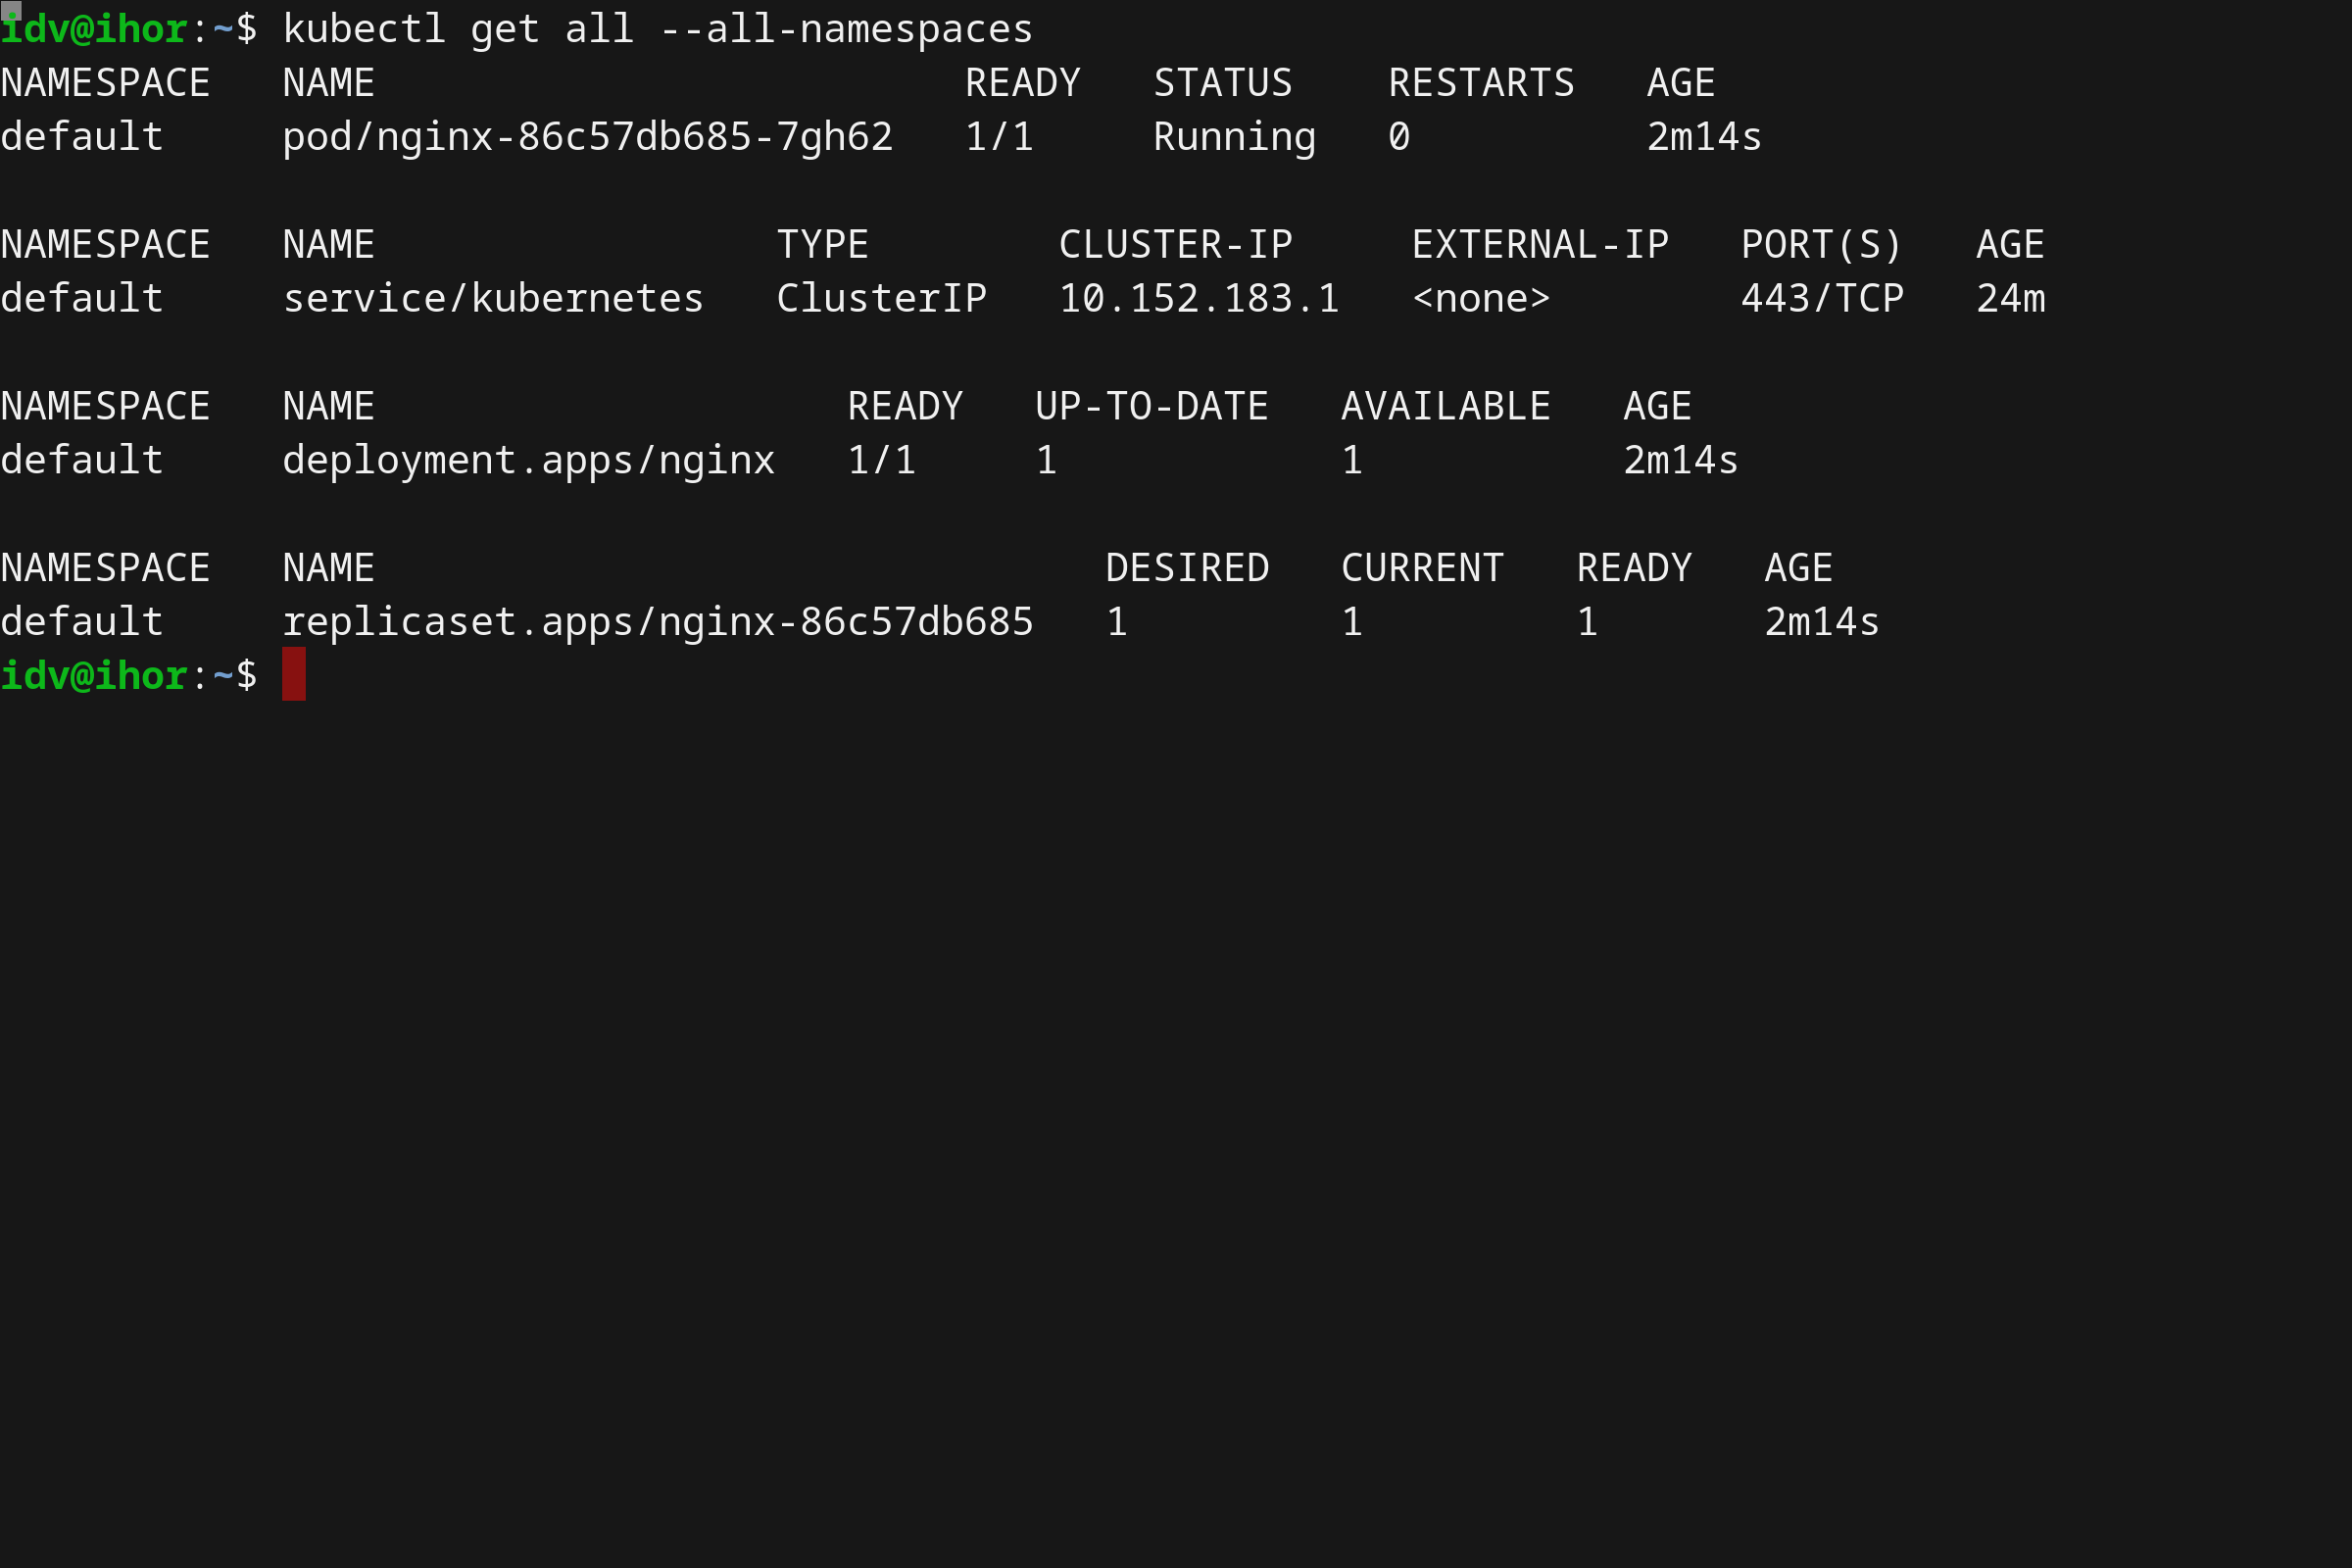 idv@ihor:~$ kubectl get all --all-namespaces
NAMESPACE   NAME                         READY   STATUS    RESTARTS   AGE
default     pod/nginx-86c57db685-7gh62   1/1     Running   0          2m14s

NAMESPACE   NAME                 TYPE        CLUSTER-IP     EXTERNAL-IP   PORT(S)   AGE
default     service/kubernetes   ClusterIP   10.152.183.1   <none>        443/TCP   24m

NAMESPACE   NAME                    READY   UP-TO-DATE   AVAILABLE   AGE
default     deployment.apps/nginx   1/1     1            1           2m14s

NAMESPACE   NAME                               DESIRED   CURRENT   READY   AGE
default     replicaset.apps/nginx-86c57db685   1         1         1       2m14s
idv@ihor:~$